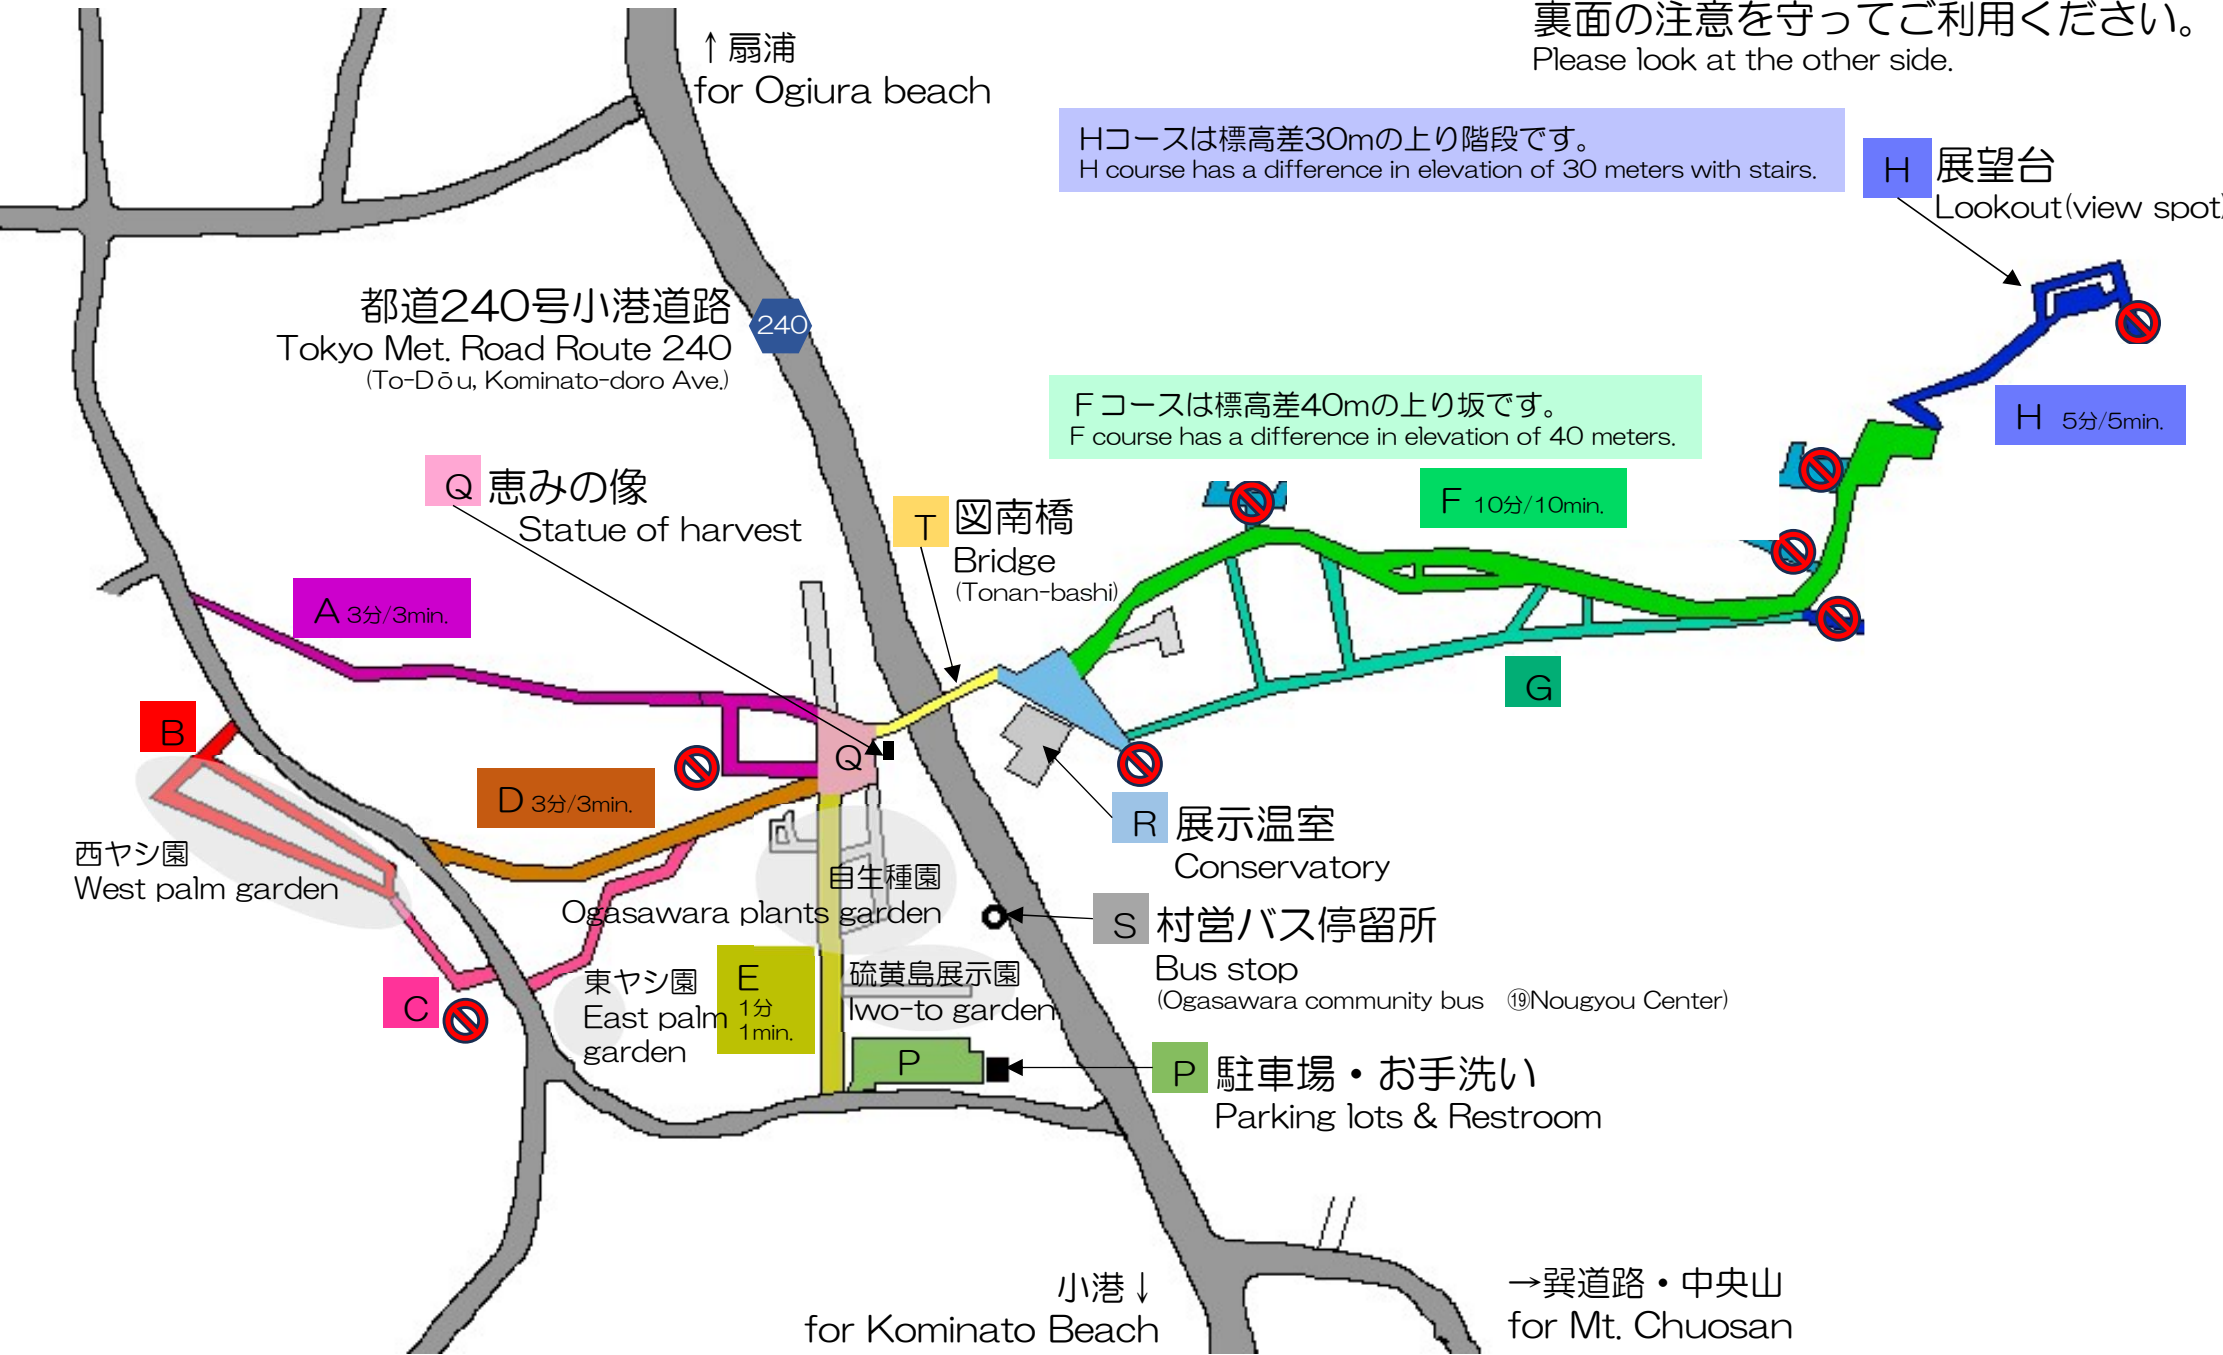 裏面の注意を守ってご利用ください。
Please look at the other side.
↑扇浦
for Ogiura beach
Hコースは標高差30mの上り階段です。
H course has a difference in elevation of 30 meters with stairs.
H 展望台
Lookout(view spot)
都道240号小港道路
Tokyo Met. Road Route 240
(To-Dōu, Kominato-doro Ave.)
240
Fコースは標高差40mの上り坂です。
F course has a difference in elevation of 40 meters.
H 5分/5min.
Q 恵みの像
Statue of harvest
T 図南橋
Bridge
(Tonan-bashi)
F 10分/10min.
A 3分/3min.
G
B
Q
D 3分/3min.
R 展示温室
Conservatory
西ヤシ園
West palm garden
自生種園
Ogasawara plants garden
S 村営バス停留所
Bus stop
(Ogasawara community bus ⑲Nougyou Center)
C
東ヤシ園
East palm
garden
E
1分
1min.
硫黄島展示園
Iwo-to garden
P
P 駐車場・お手洗い
Parking lots & Restroom
小港↓
for Kominato Beach
→巽道路・中央山
for Mt. Chuosan